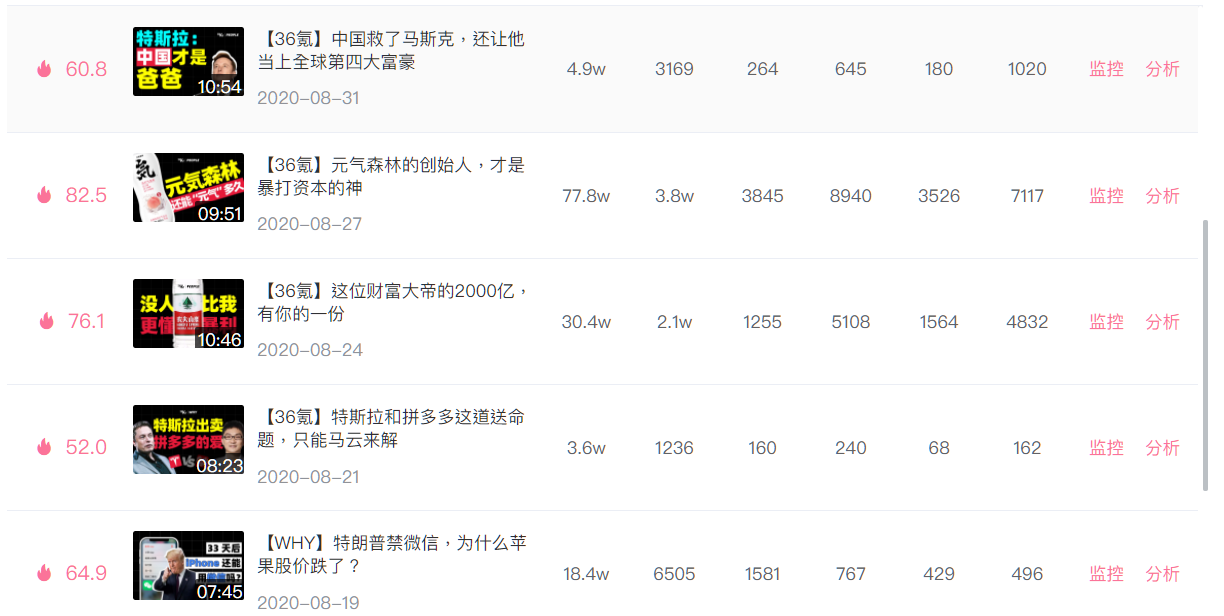 60.8
特斯拉：
中国才是
爸爸
10:54
【36氪】中国救了马斯克，还让他
当上全球第四大富豪
2020-08-31
4.9w 3169 264 645 180 1020 监控 分析
82.5
元気森林
还能“元气”多久
09:51
【36氪】元气森林的创始人，才是
暴打资本的神
2020-08-27
77.8w 3.8w 3845 8940 3526 7117 监控 分析
76.1
没人 比我
更懂
10:46
【36氪】这位财富大帝的2000亿，
有你的一份
2020-08-24
30.4w 2.1w 1255 5108 1564 4832 监控 分析
52.0
特斯拉出卖
拼多多的爱
08:23
【36氪】特斯拉和拼多多这道送命
题，只能马云来解
2020-08-21
3.6w 1236 160 240 68 162 监控 分析
64.9
33 天后
iPhone 还能
07:45
【WHY】特朗普禁微信，为什么苹
果股价跌了？
2020-08-19
18.4w 6505 1581 767 429 496 监控 分析